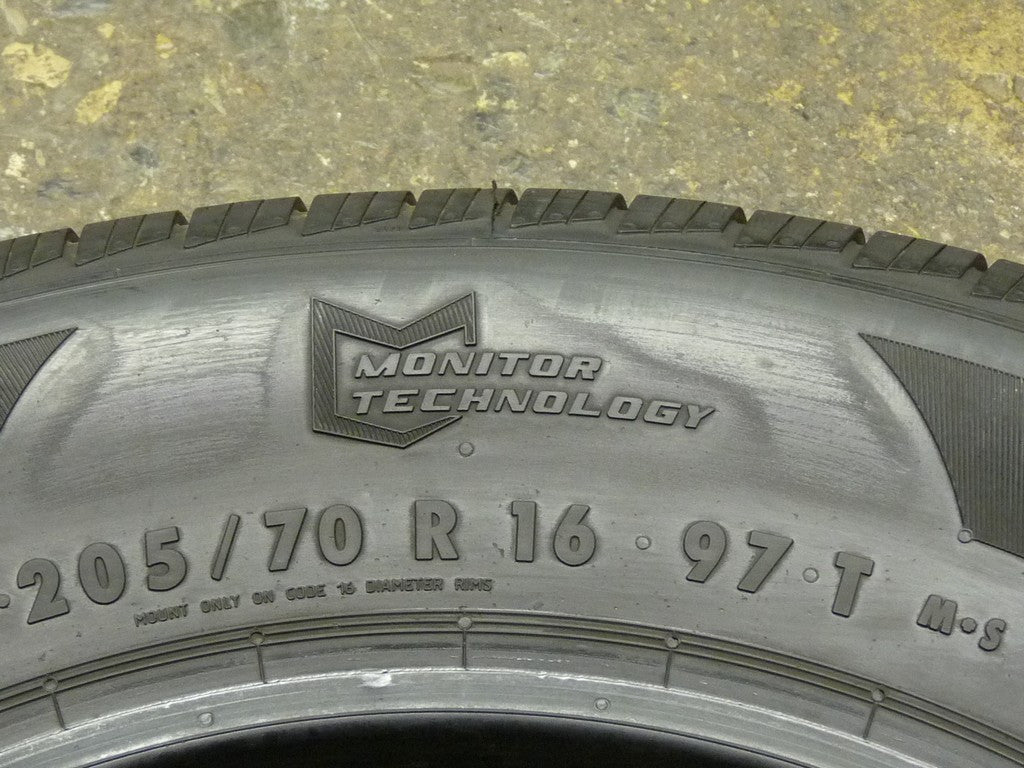 MONITOR
TECHNOLOGY
205/70 R 16 97 T M•S
MOUNT ONLY ON CODE 16 DIAMETER RIMS